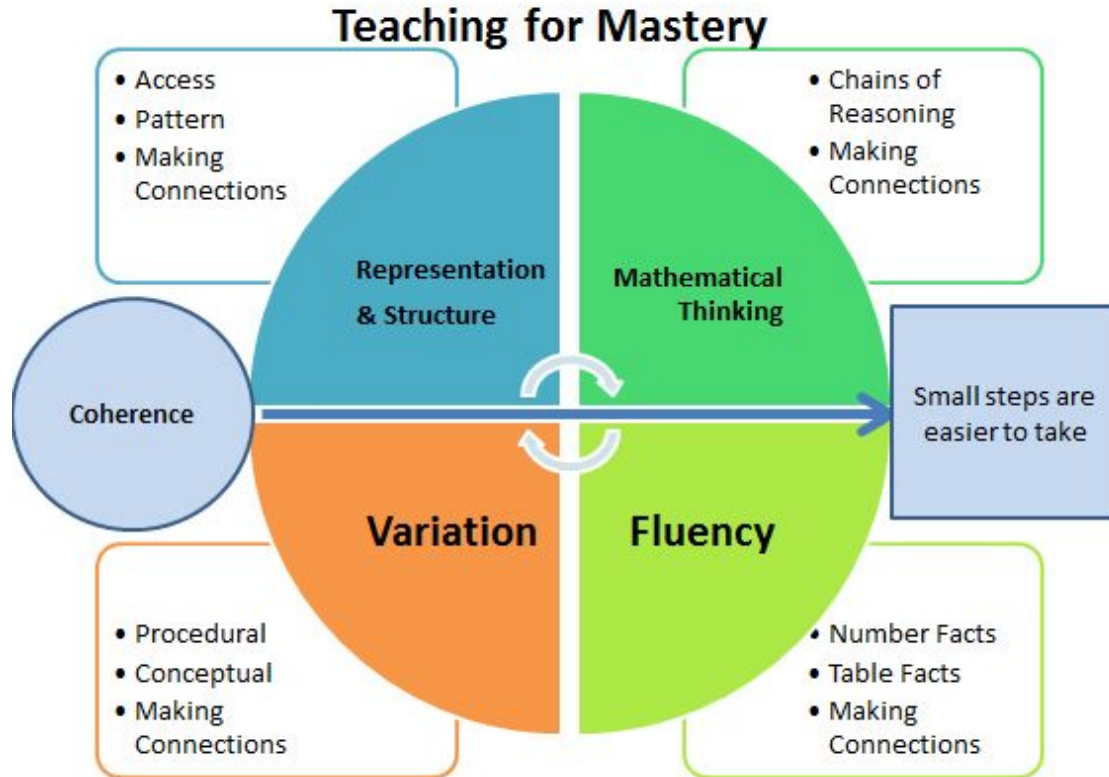 Teaching for Mastery
• Access
• Pattern
• Making
Connections
• Chains of
Reasoning
• Making
Connections
Representation
& Structure
Mathematical
Thinking
Coherence
Small steps are
easier to take
Variation
Fluency
• Procedural
• Conceptual
• Making
Connections
• Number Facts
• Table Facts
• Making
Connections